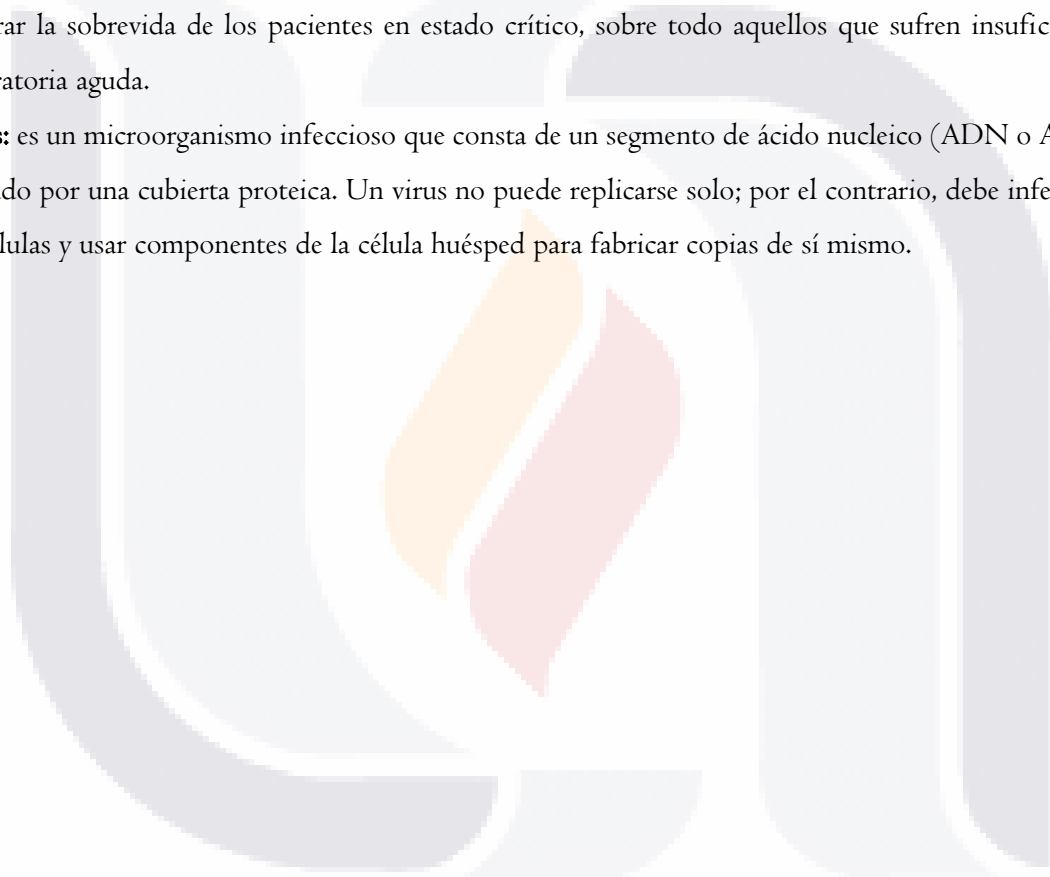 rar la sobrevida de los pacientes en estado crítico, sobre todo aquellos que sufren insufic
ratoria aguda.
s: es un microorganismo infeccioso que consta de un segmento de ácido nucleico (ADN o A
do por una cubierta proteica. Un virus no puede replicarse solo; por el contrario, debe infe
lulas y usar componentes de la célula huésped para fabricar copias de sí mismo.